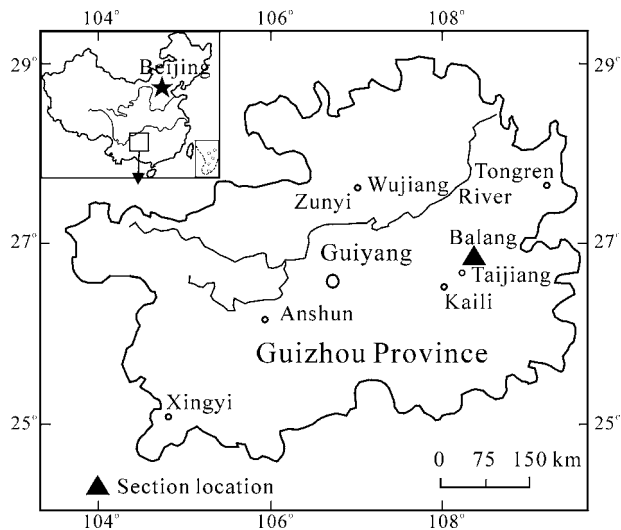 104°
106°
108°
29°
29°
Beijing
Tongren
Wujiang
River
Zunyi
27°
27°
Balang
Guiyang
Taijiang
Kaili
Anshun
Guizhou Province
Xingyi
25°
25°
0 75 150 km
Section location
104°
106°
108°